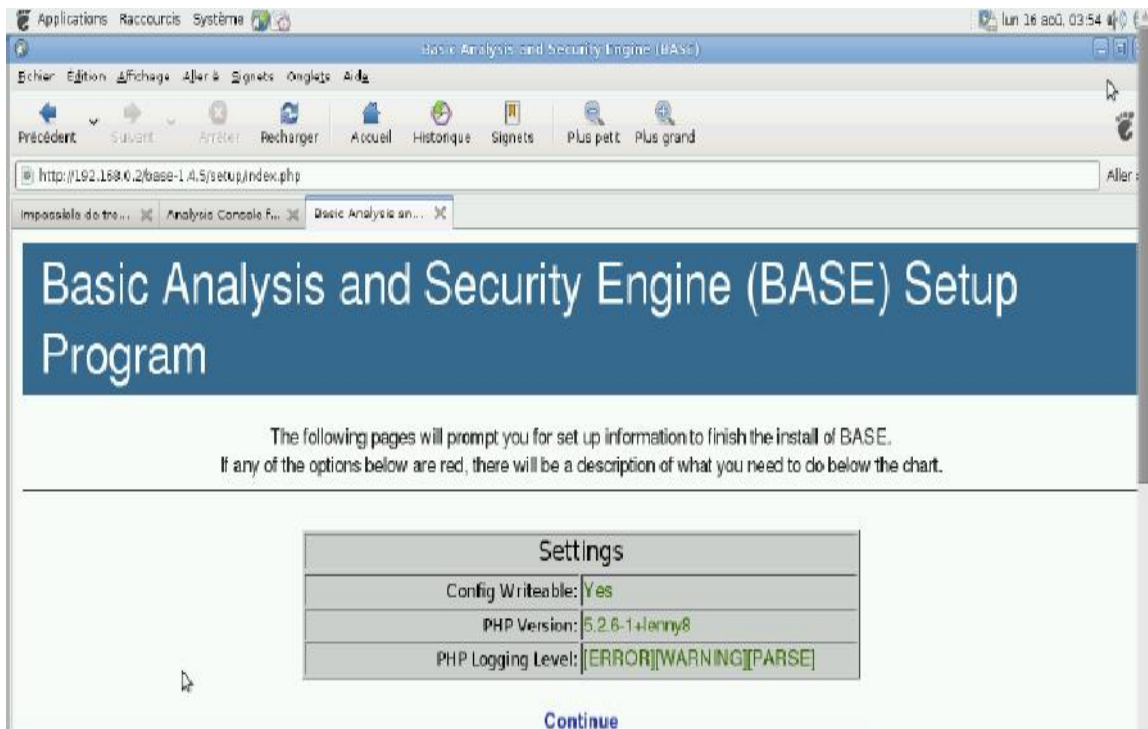 Applications Raccourcis Système lun 16 aoû, 03:54
Basic Analysis and Security Engine (BASE)
Fichier Édition Affichage Aller à Signets Onglets Aide
Précédent Suivant Arrêter Recharger Accueil Historique Signets Plus petit Plus grand
http://192.168.0.2/base-1.4.5/setup/index.php Aller
Impossible de tro... Analysis Console F... Basic Analysis an...
Basic Analysis and Security Engine (BASE) Setup
Program
The following pages will prompt you for set up information to finish the install of BASE.
If any of the options below are red, there will be a description of what you need to do below the chart.
Settings
Config Writeable: Yes
PHP Version: 5.2.6-1+lenny8
PHP Logging Level: [ERROR][WARNING][PARSE]
Continue